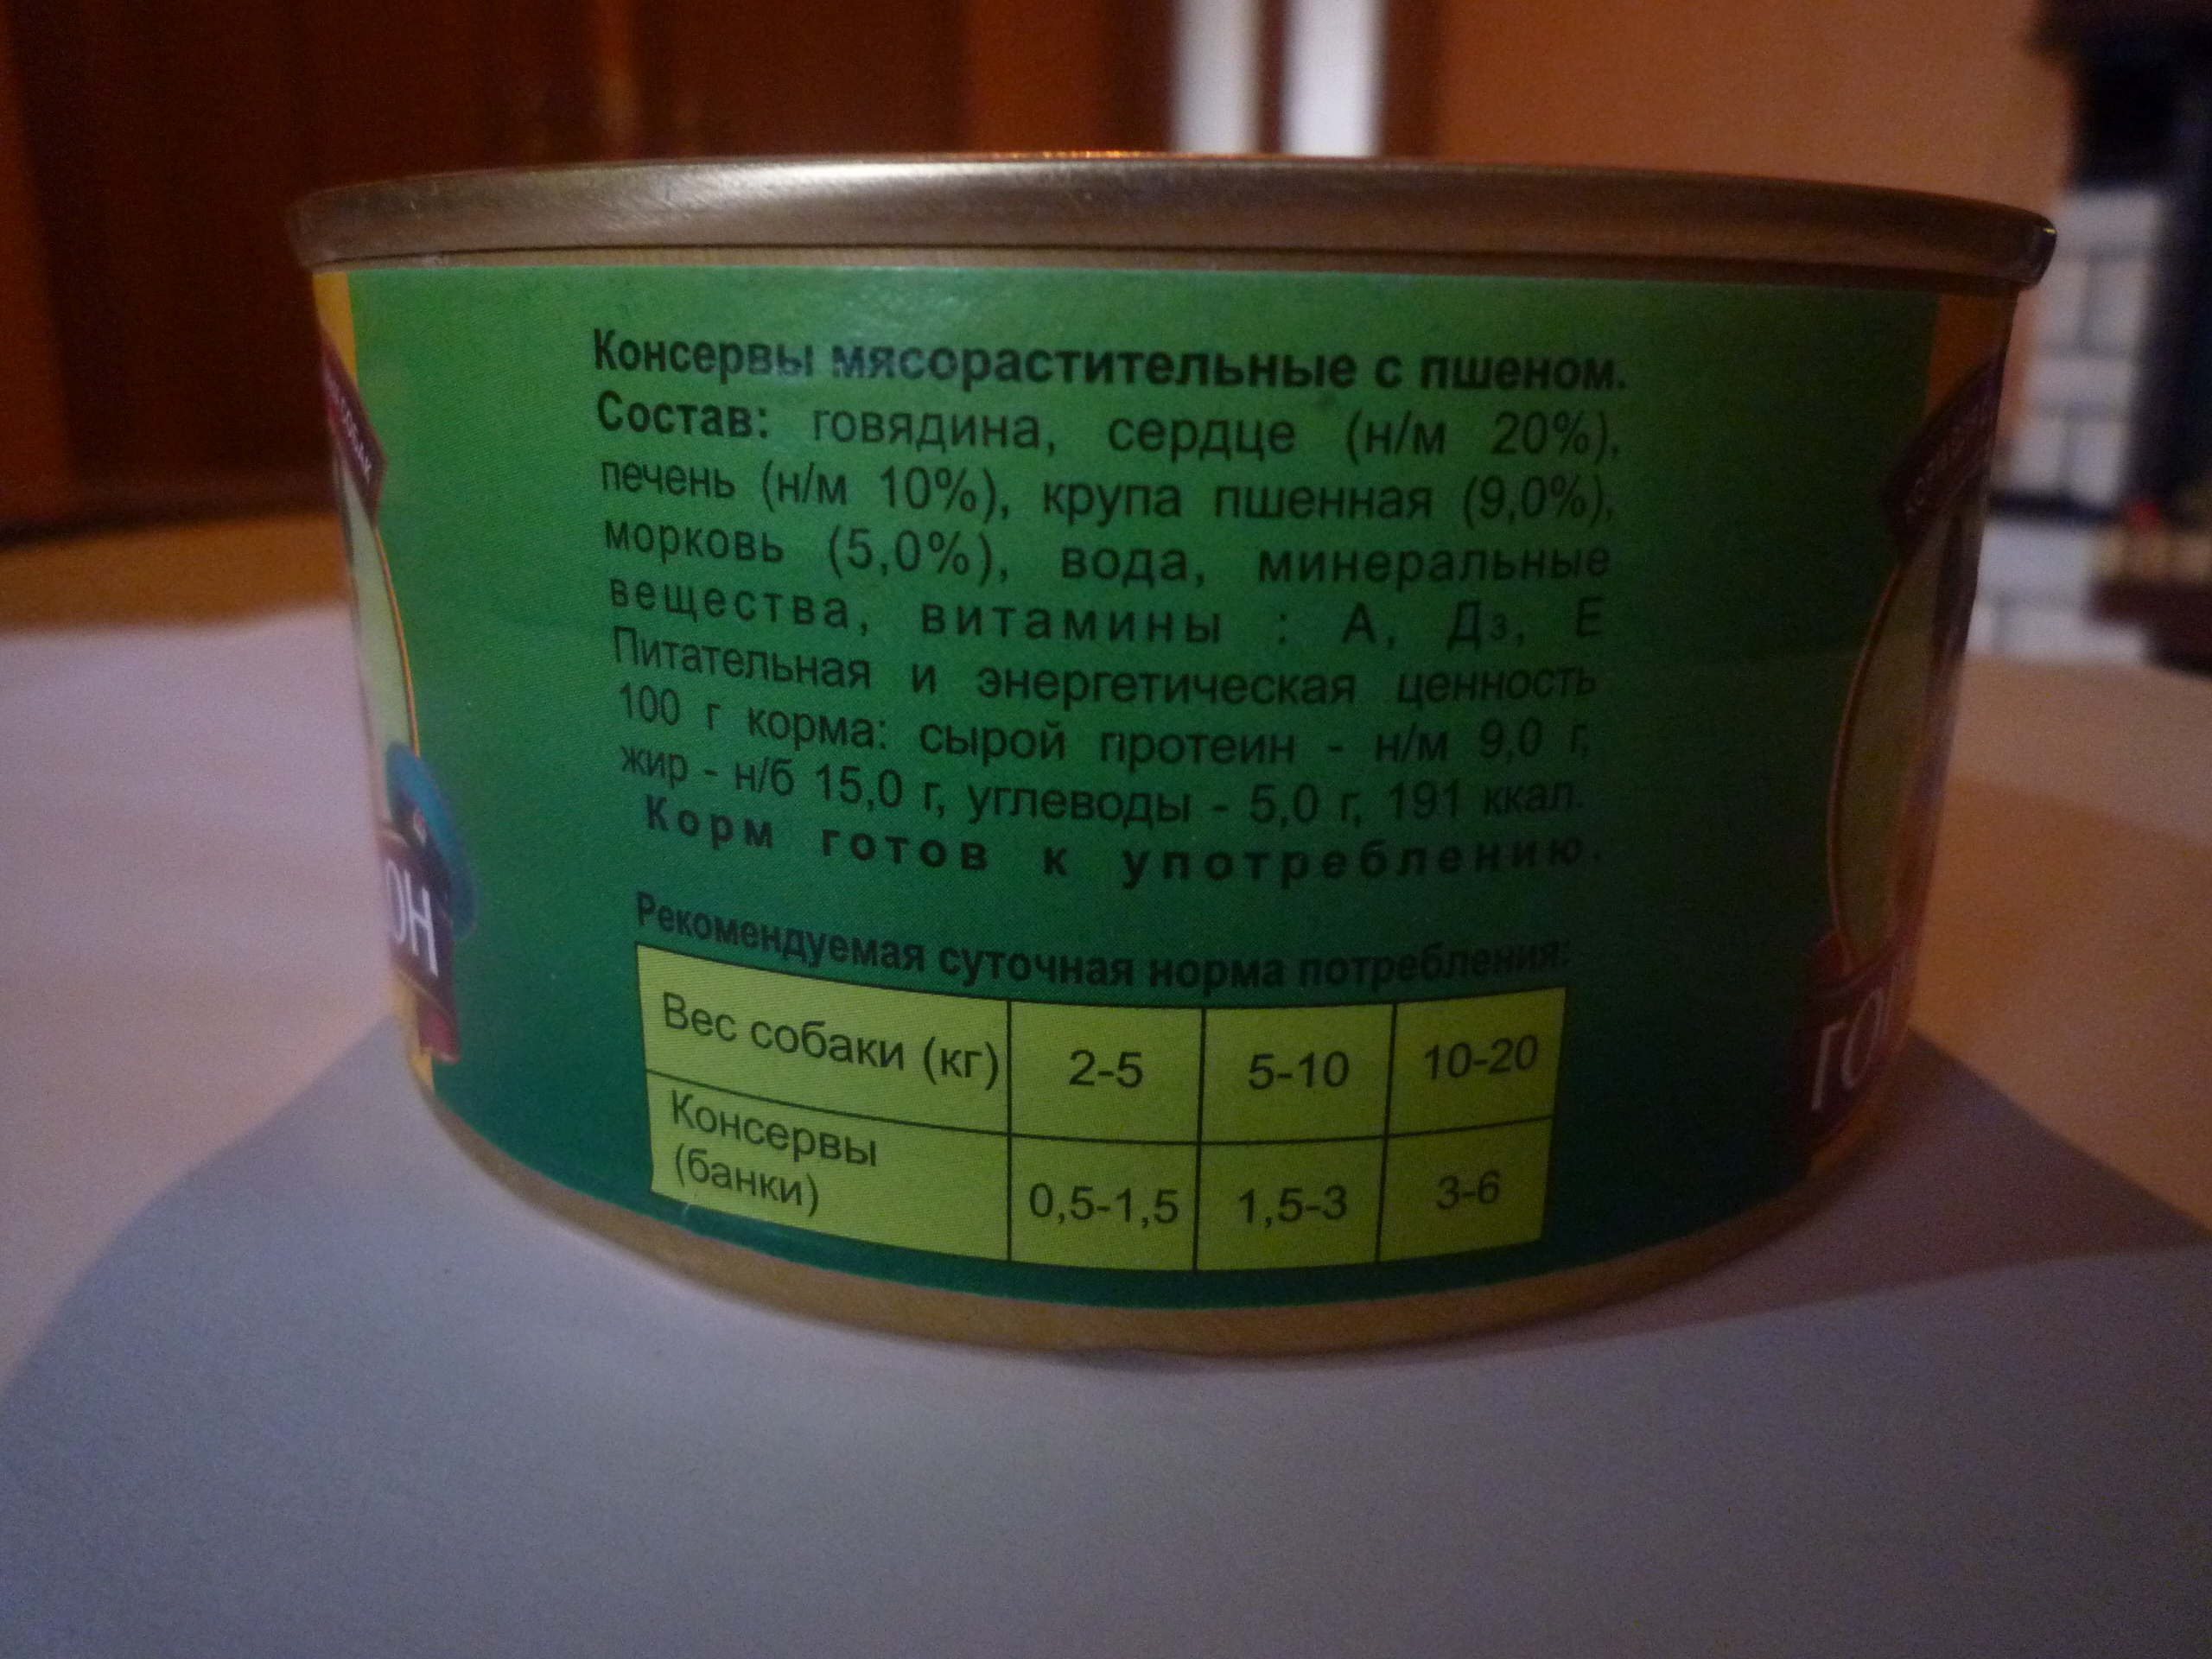 Консервы мясорастительные с пшеном.
Состав: говядина, сердце (н/м 20%),
печень (н/м 10%), крупа пшенная (9,0%),
морковь (5,0%), вода, минеральные
вещества, витамины : А, Д3, Е
Питательная и энергетическая ценность
100 г корма: сырой протеин - н/м 9,0 г,
жир - н/б 15,0 г, углеводы - 5,0 г, 191 ккал.
Корм готов к употреблению.
Рекомендуемая суточная норма потребления:
Вес собаки (кг) 2-5 5-10 10-20
Консервы
(банки) 0,5-1,5 1,5-3 3-6